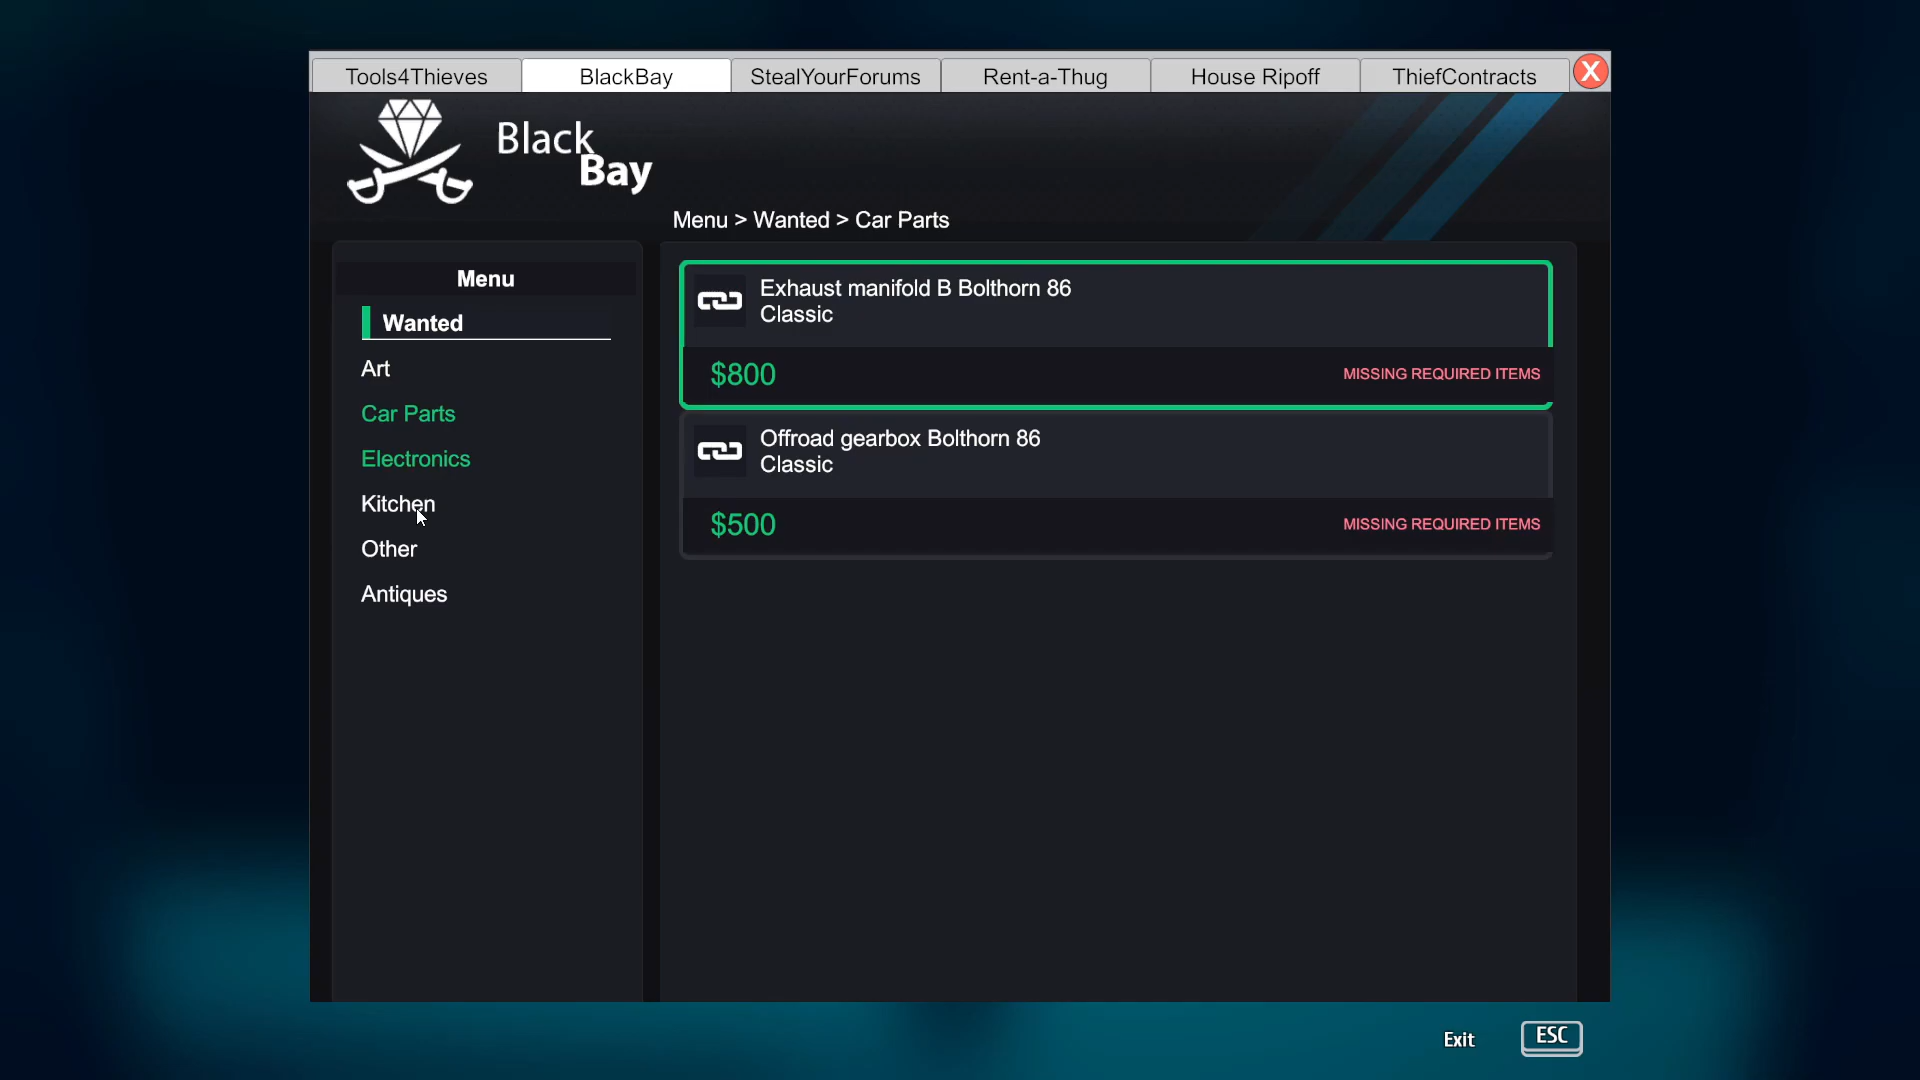 Tools4Thieves
BlackBay
StealYourForums
Rent-a-Thug
House Ripoff
ThiefContracts
X
Black
Bay
Menu > Wanted > Car Parts
Menu
Wanted
Art
Car Parts
Electronics
Kitchen
Other
Antiques
Exhaust manifold B Bolthorn 86
Classic
$800
MISSING REQUIRED ITEMS
Offroad gearbox Bolthorn 86
Classic
$500
MISSING REQUIRED ITEMS
Exit
ESC